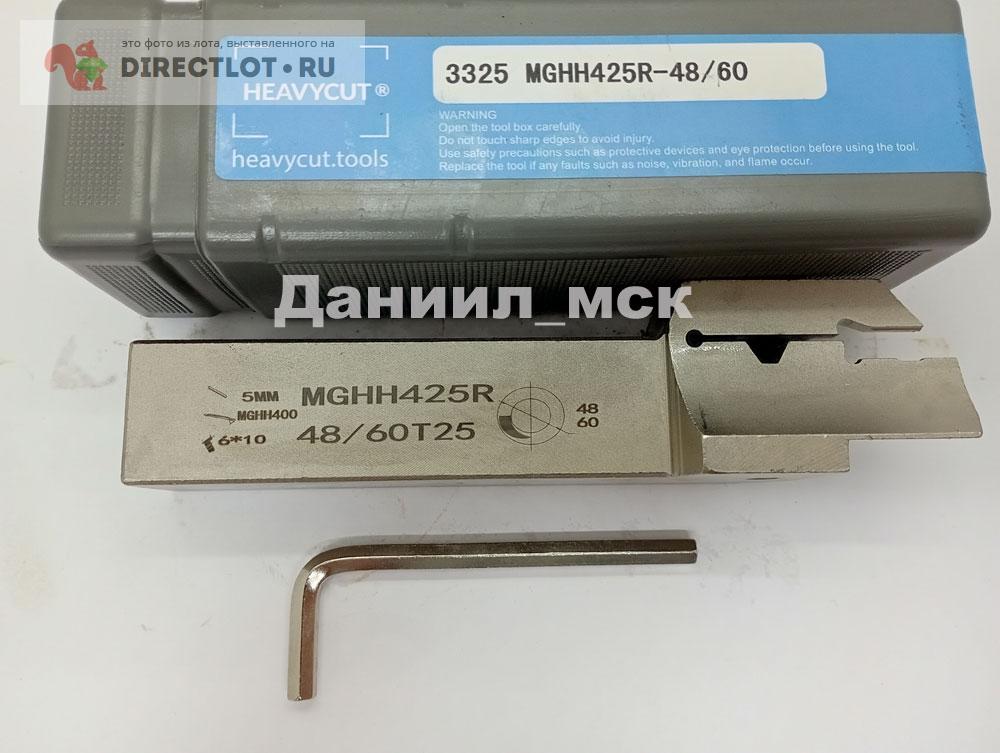 это фото из лота, выставленного на
DIRECTLOT.RU
HEAVYCUT®
heavycut.tools
3325 MGHH425R-48/60
WARNING
Open the tool box carefully.
Do not touch sharp edges to avoid injury.
Use safety precautions such as protective devices and eye protection before using the tool.
Replace the tool if any faults such as noise, vibration, and flame occur.
Даниил_мск
5MM
MGHH400
6*10
MGHH425R
48/60T25
48
60